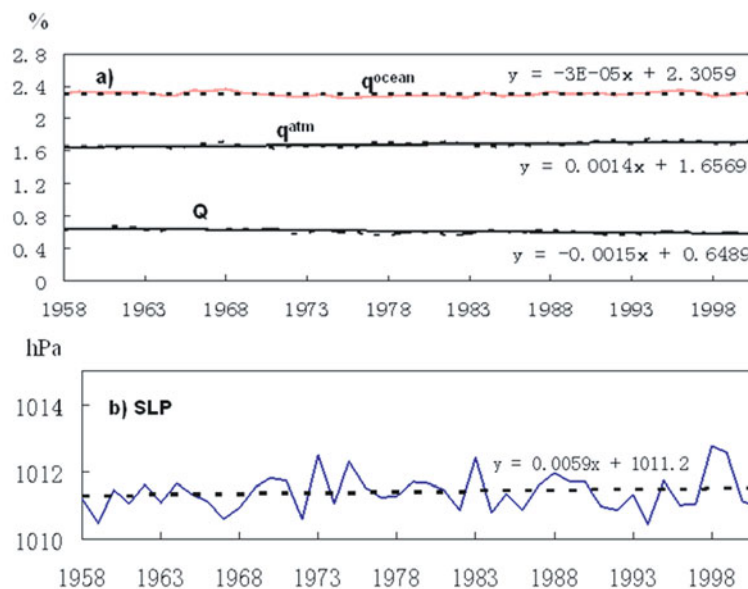 %
2.8
a)
q^ocean
y = -3E-05x + 2.3059
2.4
2
q^atm
1.6
y = 0.0014x + 1.6569
1.2
Q
0.8
0.4
y = -0.0015x + 0.6489
0
1958 1963 1968 1973 1978 1983 1988 1993 1998
hPa
1014
b) SLP
y = 0.0059x + 1011.2
1012
1010
1958 1963 1968 1973 1978 1983 1988 1993 1998